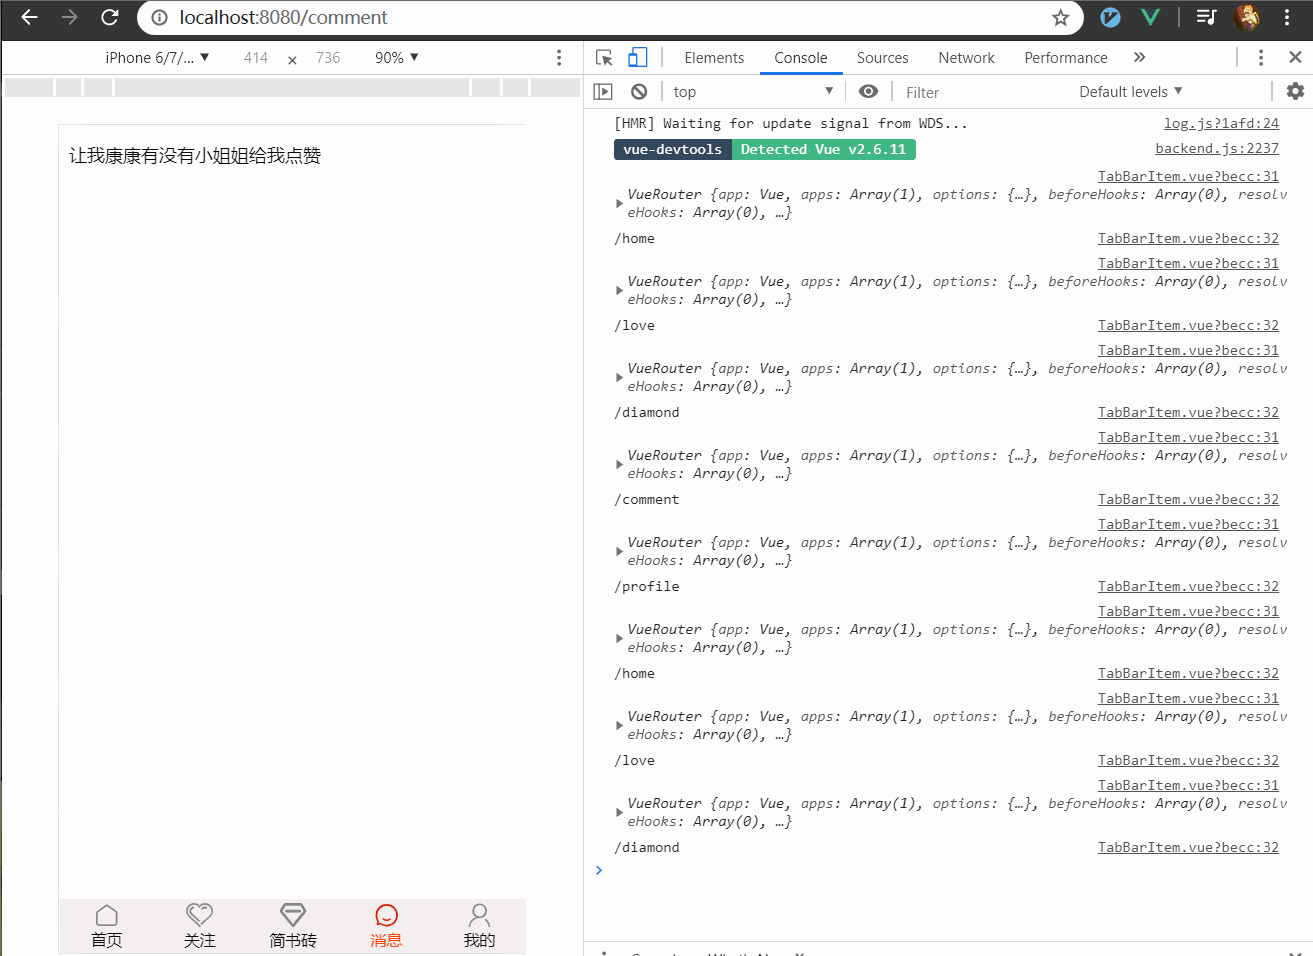 localhost:8080/comment
iPhone 6/7/... ▼ 414 × 736 90% ▼
Elements Console Sources Network Performance »
top ▼ Filter Default levels ▼
让我康康有没有小姐姐给我点赞
[HMR] Waiting for update signal from WDS... log.js?1afd:24
vue-devtools Detected Vue v2.6.11 backend.js:2237
TabBarItem.vue?becc:31
VueRouter {app: Vue, apps: Array(1), options: {…}, beforeHooks: Array(0), resolv
eHooks: Array(0), …}
/home TabBarItem.vue?becc:32
TabBarItem.vue?becc:31
VueRouter {app: Vue, apps: Array(1), options: {…}, beforeHooks: Array(0), resolv
eHooks: Array(0), …}
/love TabBarItem.vue?becc:32
TabBarItem.vue?becc:31
VueRouter {app: Vue, apps: Array(1), options: {…}, beforeHooks: Array(0), resolv
eHooks: Array(0), …}
/diamond TabBarItem.vue?becc:32
TabBarItem.vue?becc:31
VueRouter {app: Vue, apps: Array(1), options: {…}, beforeHooks: Array(0), resolv
eHooks: Array(0), …}
/comment TabBarItem.vue?becc:32
TabBarItem.vue?becc:31
VueRouter {app: Vue, apps: Array(1), options: {…}, beforeHooks: Array(0), resolv
eHooks: Array(0), …}
/profile TabBarItem.vue?becc:32
TabBarItem.vue?becc:31
VueRouter {app: Vue, apps: Array(1), options: {…}, beforeHooks: Array(0), resolv
eHooks: Array(0), …}
/home TabBarItem.vue?becc:32
TabBarItem.vue?becc:31
VueRouter {app: Vue, apps: Array(1), options: {…}, beforeHooks: Array(0), resolv
eHooks: Array(0), …}
/love TabBarItem.vue?becc:32
TabBarItem.vue?becc:31
VueRouter {app: Vue, apps: Array(1), options: {…}, beforeHooks: Array(0), resolv
eHooks: Array(0), …}
/diamond TabBarItem.vue?becc:32
首页 关注 简书砖 消息 我的